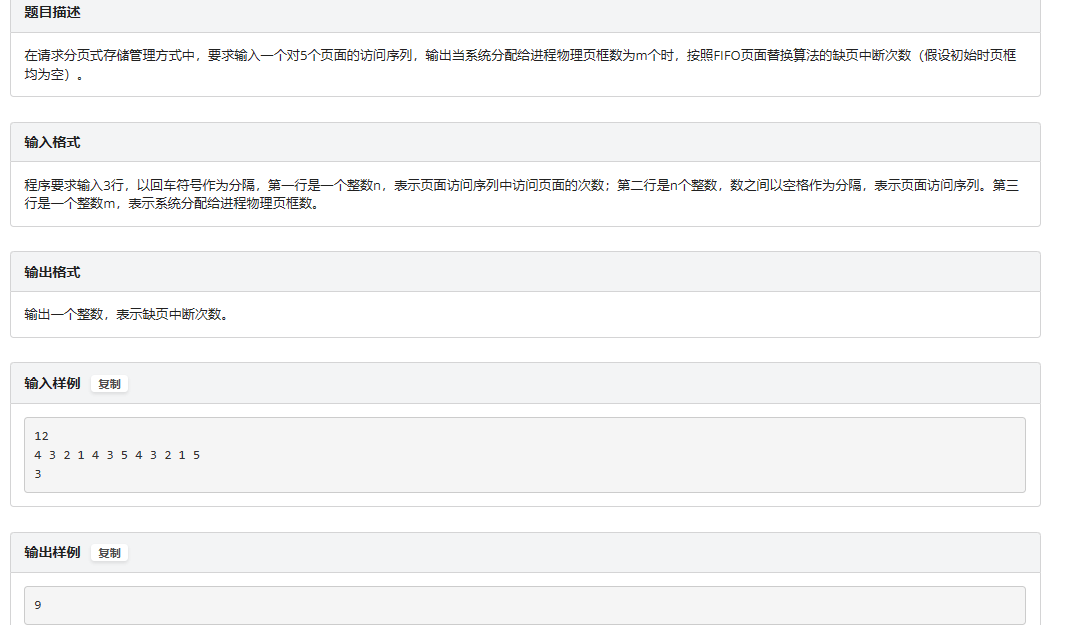 题目描述
在请求分页式存储管理方式中，要求输入一个对5个页面的访问序列，输出当系统分配给进程物理页框数为m个时，按照FIFO页面替换算法的缺页中断次数（假设初始时页框
均为空）。
输入格式
程序要求输入3行，以回车符号作为分隔，第一行是一个整数n，表示页面访问序列中访问页面的次数；第二行是n个整数，数之间以空格作为分隔，表示页面访问序列。第三
行是一个整数m，表示系统分配给进程物理页框数。
输出格式
输出一个整数，表示缺页中断次数。
输入样例 复制
12
4 3 2 1 4 3 5 4 3 2 1 5
3
输出样例 复制
9